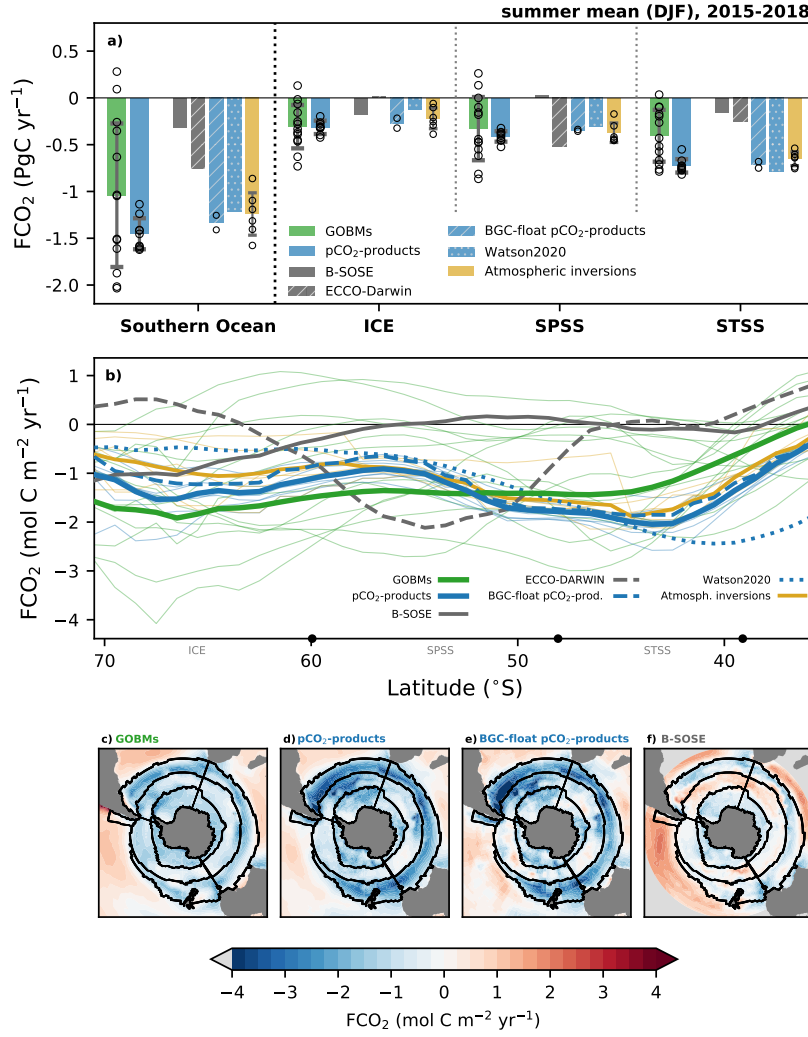 summer mean (DJF), 2015-2018
a)
0.5
0
-0.5
-1
-1.5
-2.0
FCO₂ (PgC yr⁻¹)
GOBMs
pCO₂-products
B-SOSE
ECCO-Darwin
BGC-float pCO₂-products
Watson2020
Atmospheric inversions
Southern Ocean ICE SPSS STSS
b)
1
0
−1
−2
−3
−4
FCO₂ (mol C m⁻² yr⁻¹)
GOBMs
pCO₂-products
B-SOSE
ECCO-DARWIN
BGC-float pCO₂-prod.
Watson2020
Atmosph. inversions
70 60 50 40
ICE SPSS STSS
Latitude (°S)
c) GOBMs
d) pCO₂-products
e) BGC-float pCO₂-products
f) B-SOSE
−4 −3 −2 −1 0 1 2 3 4
FCO₂ (mol C m⁻² yr⁻¹)